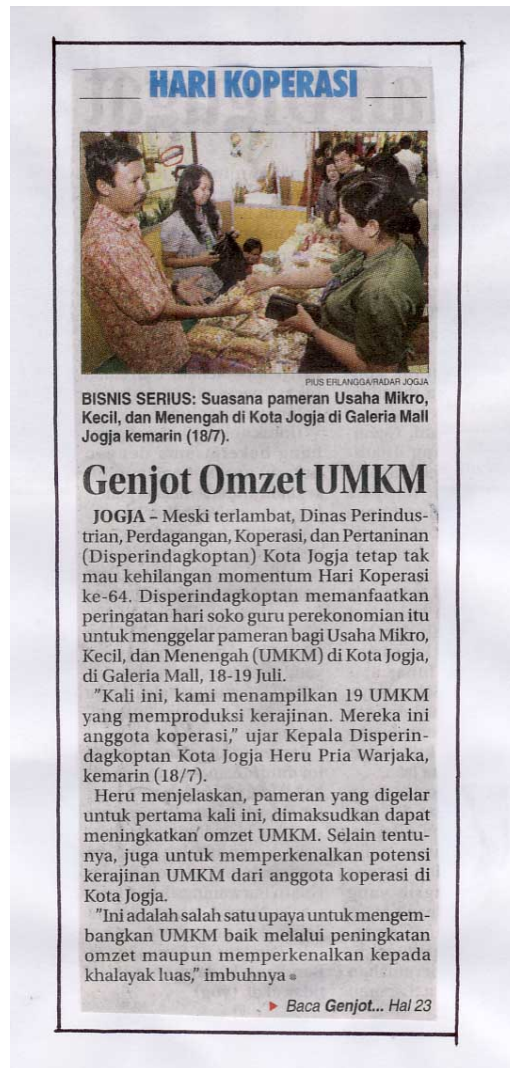 HARI KOPERASI
PIUS ERLANGGA/RADAR JOGJA
BISNIS SERIUS: Suasana pameran Usaha Mikro,
Kecil, dan Menengah di Kota Jogja di Galeria Mall
Jogja kemarin (18/7).
Genjot Omzet UMKM
JOGJA – Meski terlambat, Dinas Perindus-
trian, Perdagangan, Koperasi, dan Pertaninan
(Disperindagkoptan) Kota Jogja tetap tak
mau kehilangan momentum Hari Koperasi
ke-64. Disperindagkoptan memanfaatkan
peringatan hari soko guru perekonomian itu
untuk menggelar pameran bagi Usaha Mikro,
Kecil, dan Menengah (UMKM) di Kota Jogja,
di Galeria Mall, 18-19 Juli.
"Kali ini, kami menampilkan 19 UMKM
yang memproduksi kerajinan. Mereka ini
anggota koperasi," ujar Kepala Disperin-
dagkoptan Kota Jogja Heru Pria Warjaka,
kemarin (18/7).
Heru menjelaskan, pameran yang digelar
untuk pertama kali ini, dimaksudkan dapat
meningkatkan omzet UMKM. Selain tentu-
nya, juga untuk memperkenalkan potensi
kerajinan UMKM dari anggota koperasi di
Kota Jogja.
"Ini adalah salah satu upaya untuk mengem-
bangkan UMKM baik melalui peningkatan
omzet maupun memperkenalkan kepada
khalayak luas," imbuhnya
Baca Genjot... Hal 23